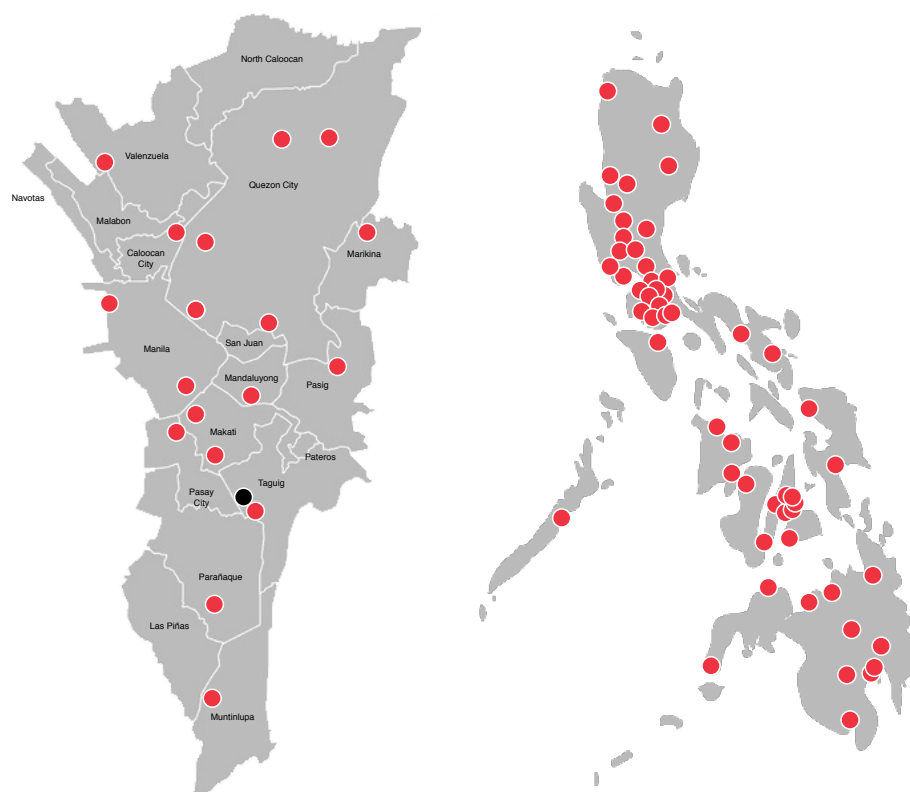 North Caloocan
Valenzuela
Quezon City
Navotas
Malabon
Caloocan
City
Marikina
Manila
San Juan
Mandaluyong
Pasig
Makati
Pateros
Taguig
Pasay
City
Parañaque
Las Piñas
Muntinlupa